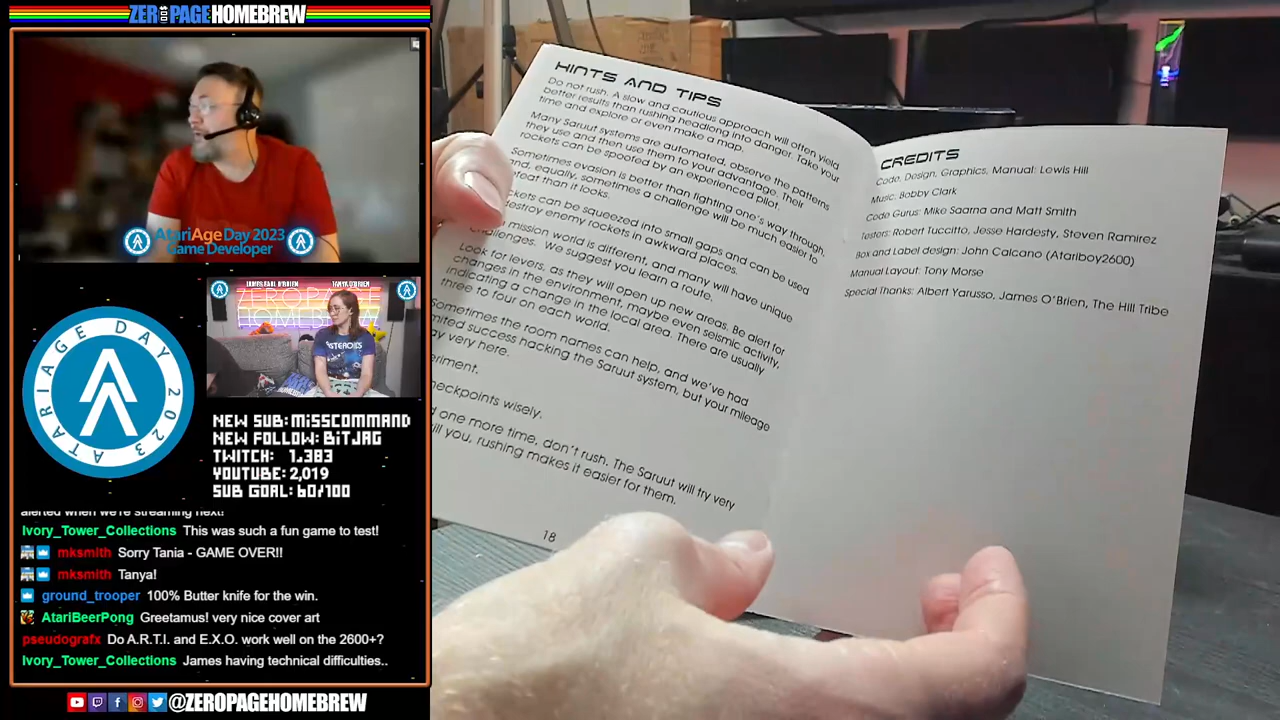 ZEROPAGEHOMEBREW
AtariAge Day 2023
Game Developer
TANYA O'BRIEN
ZEROPAGE
HOMEBREW
ASTEROIDS
ATARIAGE DAY 2023
NEW SUB: MISSCOMMAND
NEW FOLLOW: BITJAG
TWITCH: 1,383
YOUTUBE: 2,019
SUB GOAL: 60/100
alerted when we're streaming next!
Ivory_Tower_Collections This was such a fun game to test!
mksmith Sorry Tania - GAME OVER!!
mksmith Tanya!
ground_trooper 100% Butter knife for the win.
AtariBeerPong Greetamus! very nice cover art
pseudografx Do A.R.T.I. and E.X.O. work well on the 2600+?
Ivory_Tower_Collections James having technical difficulties..
@ZEROPAGEHOMEBREW
HINTS AND TIPS
Do not rush. A slow and cautious approach will often yield
better results than rushing headlong into danger. Take your
time and explore or even make a map.
Many Saruut systems are automated, observe the patterns
they use and then use them to your advantage. Their
rockets can be spoofed by an experienced pilot.
Sometimes evasion is better than fighting one's way through
and, equally, sometimes a challenge will be much easier to
than it looks.
can be squeezed into small gaps and can be used
destroy enemy rockets in awkward places.
mission world is different, and many will have unique
challenges. We suggest you learn a route.
Look for levers, as they will open up new areas. Be alert for
changes in the environment, maybe even seismic activity,
indicating a change in the local area. There are usually
three to four on each world.
Sometimes the room names can help, and we've had
limited success hacking the Saruut system, but your mileage
vary here.
wisely.
one more time, don't rush. The Saruut will try very
you, rushing makes it easier for them.
18
CREDITS
Code, Design, Graphics, Manual: Lewis Hill
Music: Bobby Clark
Code Gurus: Mike Saarna and Matt Smith
Testers: Robert Tuccitto, Jesse Hardesty, Steven Ramirez
Box and Label design: John Calcano (Atariboy2600)
Manual Layout: Tony Morse
Special Thanks: Albert Yarusso, James O'Brien, The Hill Tribe